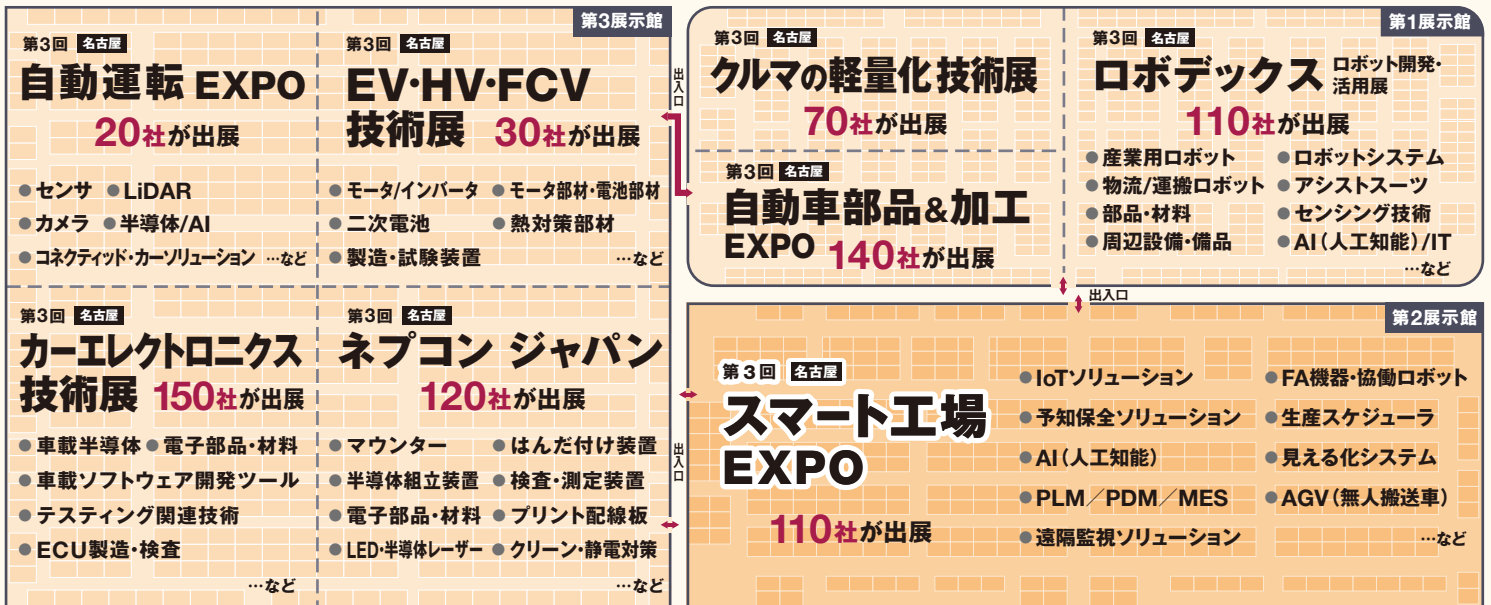 第3展示館
第3回 名古屋
自動運転 EXPO
20社が出展
●センサ ●LiDAR
●カメラ ●半導体/AI
●コネクティッド・カーソリューション …など
第3回 名古屋
EV・HV・FCV
技術展 30社が出展
●モータ/インバータ ●モータ部材・電池部材
●二次電池 ●熱対策部材
●製造・試験装置 …など
第3回 名古屋
カーエレクトロニクス
技術展 150社が出展
●車載半導体 ●電子部品・材料
●車載ソフトウェア開発ツール
●テスティング関連技術
●ECU製造・検査
…など
第3回 名古屋
ネプコン ジャパン
120社が出展
●マウンター ●はんだ付け装置
●半導体組立装置 ●検査・測定装置
●電子部品・材料 ●プリント配線板
●LED・半導体レーザー ●クリーン・静電対策
…など
出入口
出入口
第1展示館
第3回 名古屋
クルマの軽量化 技術展
70社が出展
第3回 名古屋
自動車部品&加工
EXPO 140社が出展
第3回 名古屋
ロボデックス ロボット開発・
活用展
110社が出展
●産業用ロボット ●ロボットシステム
●物流/運搬ロボット ●アシストスーツ
●部品・材料 ●センシング技術
●周辺設備・備品 ●AI(人工知能)/IT
…など
出入口
第2展示館
第3回 名古屋
スマート工場
EXPO
110社が出展
●IoTソリューション ●FA機器・協働ロボット
●予知保全ソリューション ●生産スケジューラ
●AI(人工知能) ●見える化システム
●PLM/PDM/MES ●AGV(無人搬送車)
●遠隔監視ソリューション …など